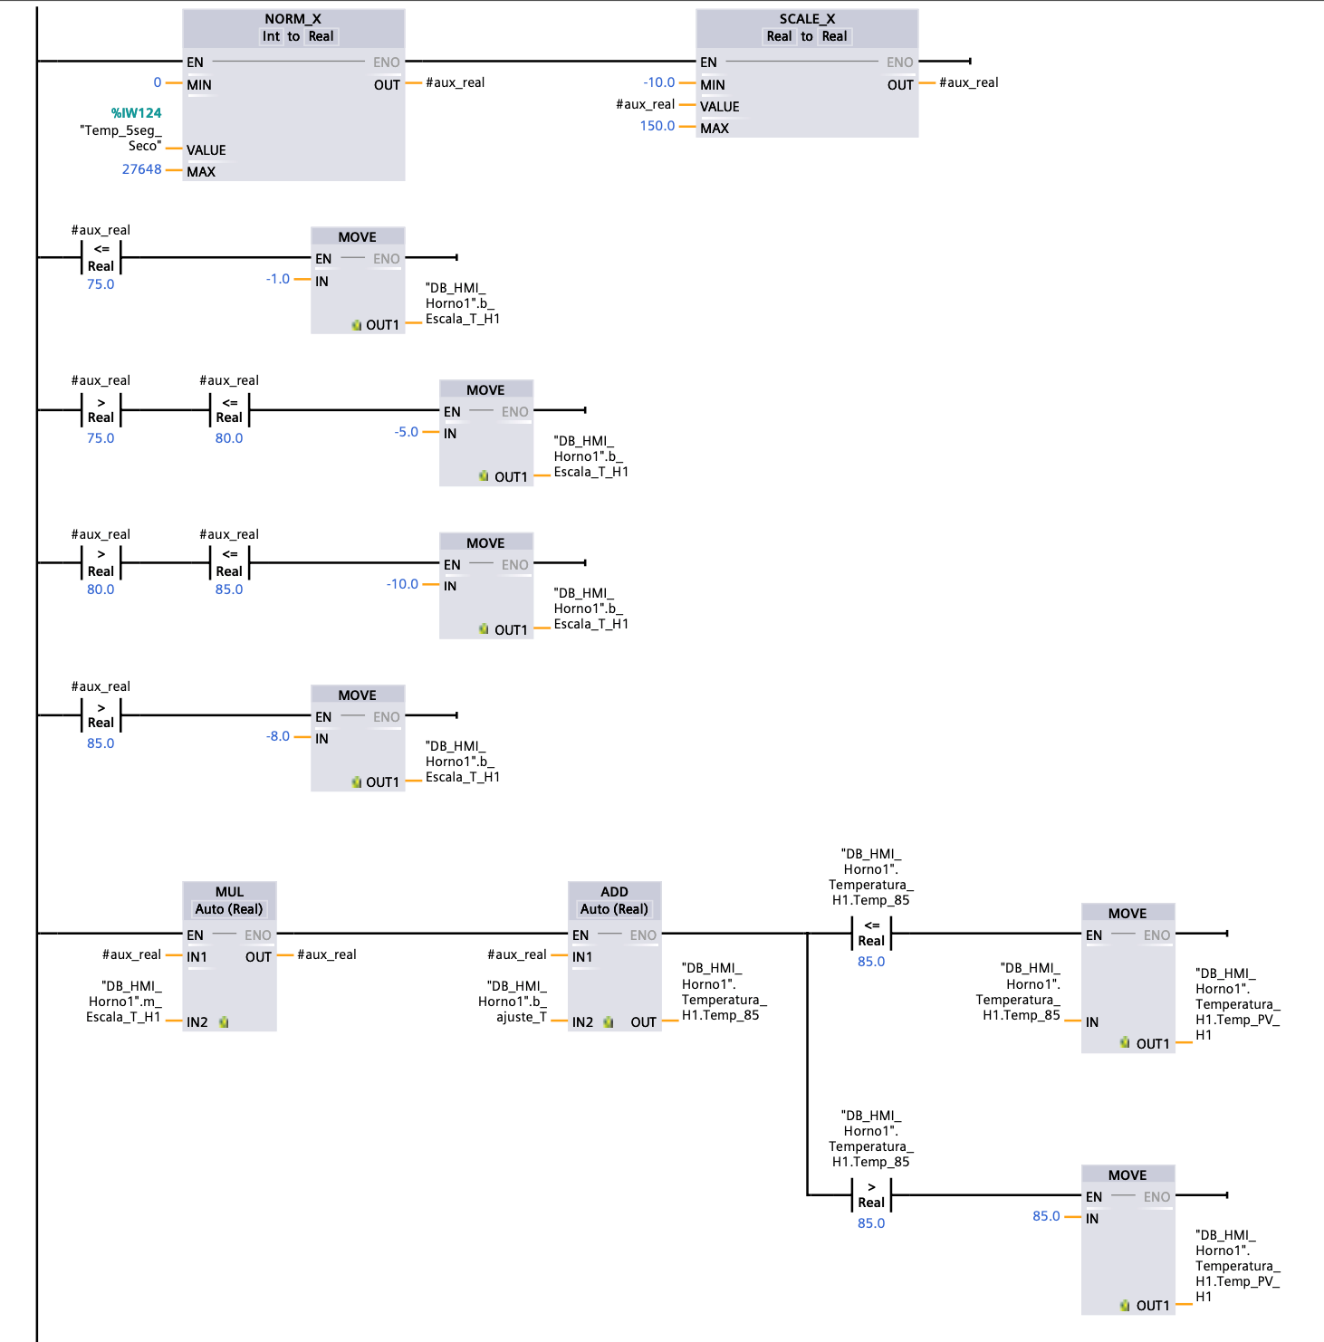 NORM_X
Int to Real
EN
ENO
0
MIN
OUT
#aux_real
%IW124
"Temp_5seg_
Seco"
VALUE
27648
MAX
SCALE_X
Real to Real
EN
ENO
-10.0
MIN
OUT
#aux_real
#aux_real
VALUE
150.0
MAX
#aux_real
<=
Real
75.0
MOVE
EN
ENO
-1.0
IN
OUT1
"DB_HMI_
Horno1".b_
Escala_T_H1
#aux_real
>
Real
75.0
#aux_real
<=
Real
80.0
MOVE
EN
ENO
-5.0
IN
OUT1
"DB_HMI_
Horno1".b_
Escala_T_H1
#aux_real
>
Real
80.0
#aux_real
<=
Real
85.0
MOVE
EN
ENO
-10.0
IN
OUT1
"DB_HMI_
Horno1".b_
Escala_T_H1
#aux_real
>
Real
85.0
MOVE
EN
ENO
-8.0
IN
OUT1
"DB_HMI_
Horno1".b_
Escala_T_H1
MUL
Auto (Real)
EN
ENO
#aux_real
IN1
OUT
#aux_real
"DB_HMI_
Horno1".m_
Escala_T_H1
IN2
ADD
Auto (Real)
EN
ENO
#aux_real
IN1
"DB_HMI_
Horno1".b_
ajuste_T
IN2
OUT
"DB_HMI_
Horno1".
Temperatura_
H1.Temp_85
"DB_HMI_
Horno1".
Temperatura_
H1.Temp_85
<=
Real
85.0
MOVE
EN
ENO
"DB_HMI_
Horno1".
Temperatura_
H1.Temp_85
IN
OUT1
"DB_HMI_
Horno1".
Temperatura_
H1.Temp_PV_
H1
"DB_HMI_
Horno1".
Temperatura_
H1.Temp_85
>
Real
85.0
MOVE
EN
ENO
85.0
IN
OUT1
"DB_HMI_
Horno1".
Temperatura_
H1.Temp_PV_
H1